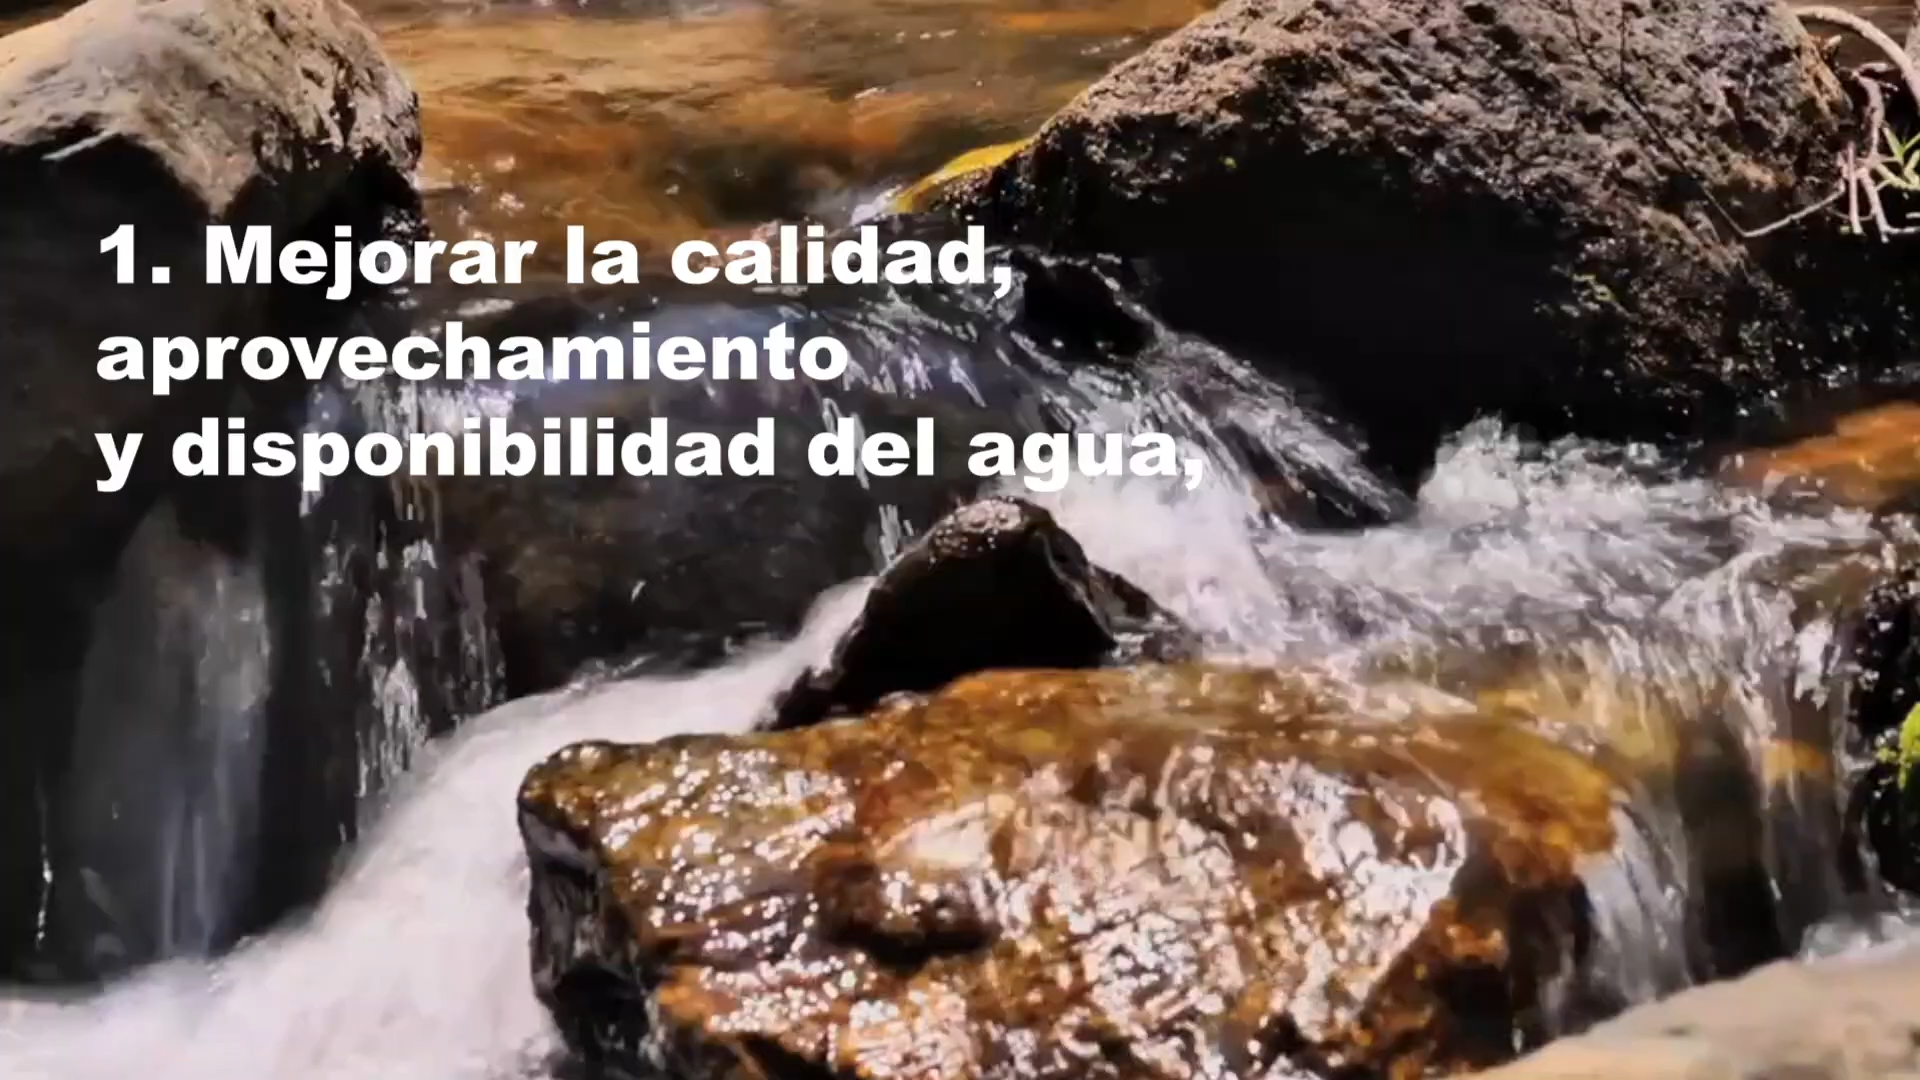 1. Mejorar la calidad,
aprovechamiento
y disponibilidad del agua,